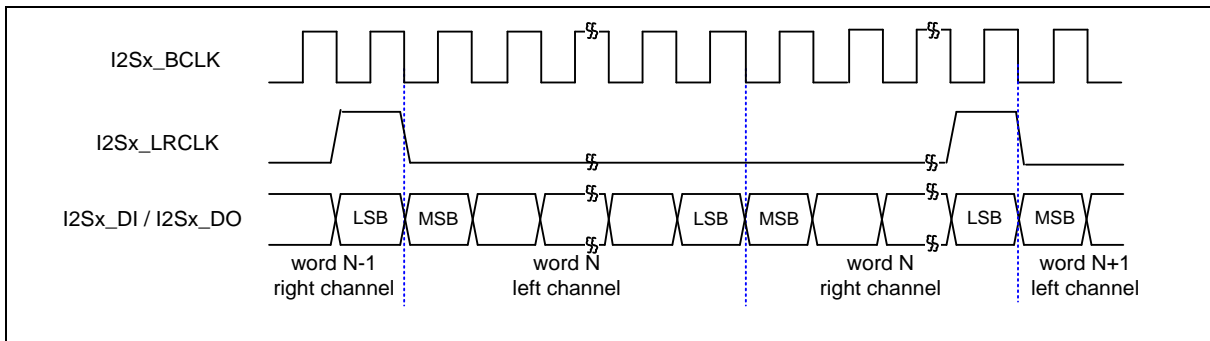 I2Sx_BCLK
I2Sx_LRCLK
I2Sx_DI / I2Sx_DO
LSB MSB LSB MSB LSB MSB
word N-1 word N word N word N+1
right channel left channel right channel left channel